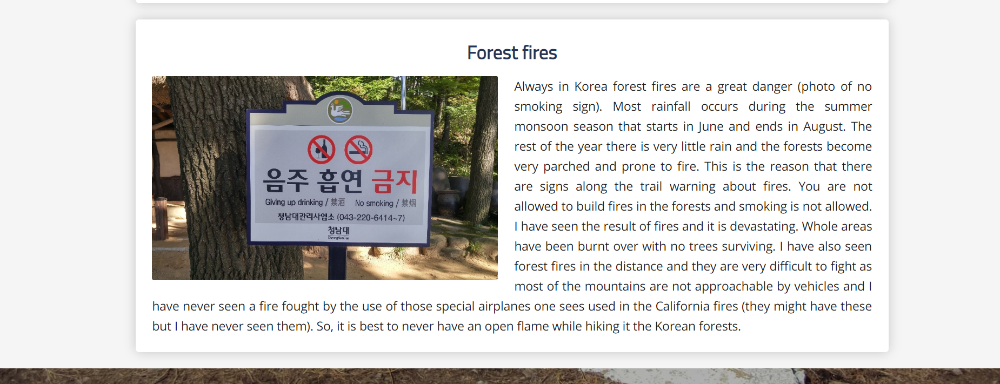 Forest fires
음주 흡연 금지
Giving up drinking / 禁酒 No smoking / 禁烟
청남대관리사업소 (043-220-6414~7)
청남대
CheongNamDae
Always in Korea forest fires are a great danger (photo of no
smoking sign). Most rainfall occurs during the summer
monsoon season that starts in June and ends in August. The
rest of the year there is very little rain and the forests become
very parched and prone to fire. This is the reason that there
are signs along the trail warning about fires. You are not
allowed to build fires in the forests and smoking is not allowed.
I have seen the result of fires and it is devastating. Whole areas
have been burnt over with no trees surviving. I have also seen
forest fires in the distance and they are very difficult to fight as
most of the mountains are not approachable by vehicles and I
have never seen a fire fought by the use of those special airplanes one sees used in the California fires (they might have these
but I have never seen them). So, it is best to never have an open flame while hiking it the Korean forests.